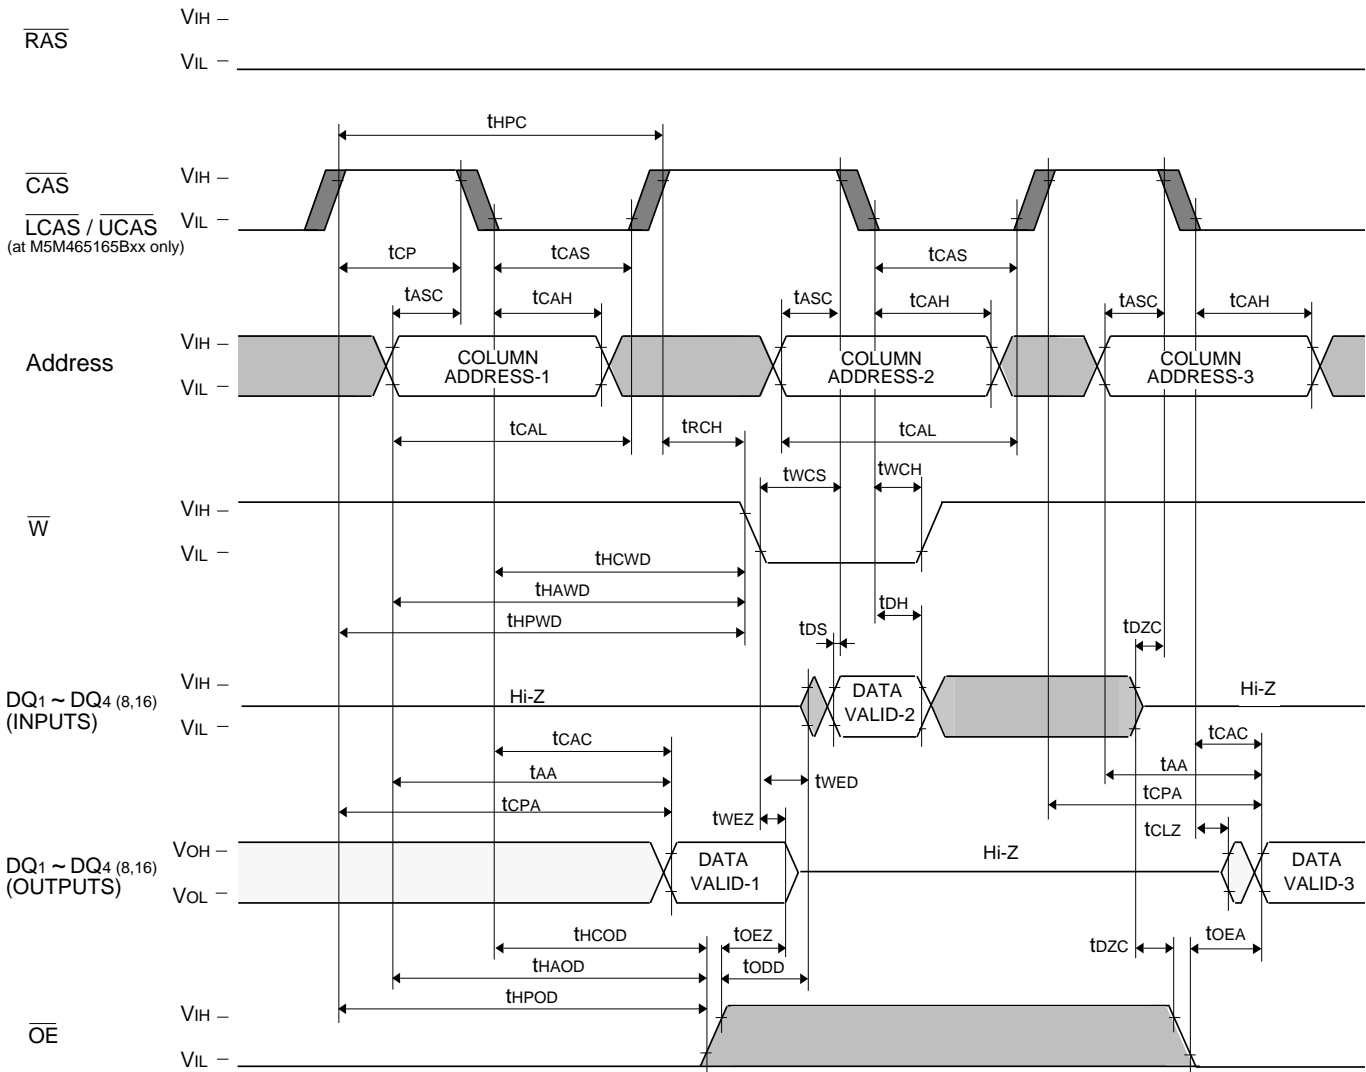 RAS
VIH
VIL
tHPC
CAS
VIH
LCAS / UCAS
VIL
(at M5M465165Bxx only)
tCP
tCAS
tCAS
tASC
tCAH
tASC
tCAH
tASC
tCAH
Address
VIH
VIL
COLUMN
ADDRESS-1
COLUMN
ADDRESS-2
COLUMN
ADDRESS-3
tCAL
tRCH
tCAL
tWCS
tWCH
W
VIH
VIL
tHCWD
tHAWD
tHPWD
tDH
tDS
tDZC
DQ1 ~ DQ4 (8,16)
(INPUTS)
VIH
VIL
Hi-Z
DATA
VALID-2
Hi-Z
tCAC
tCAC
tAA
tWED
tAA
tCPA
tCPA
tWEZ
tCLZ
DQ1 ~ DQ4 (8,16)
(OUTPUTS)
VOH
VOL
DATA
VALID-1
Hi-Z
DATA
VALID-3
tHCOD
tOEZ
tDZC
tOEA
tHAOD
tODD
tHPOD
OE
VIH
VIL